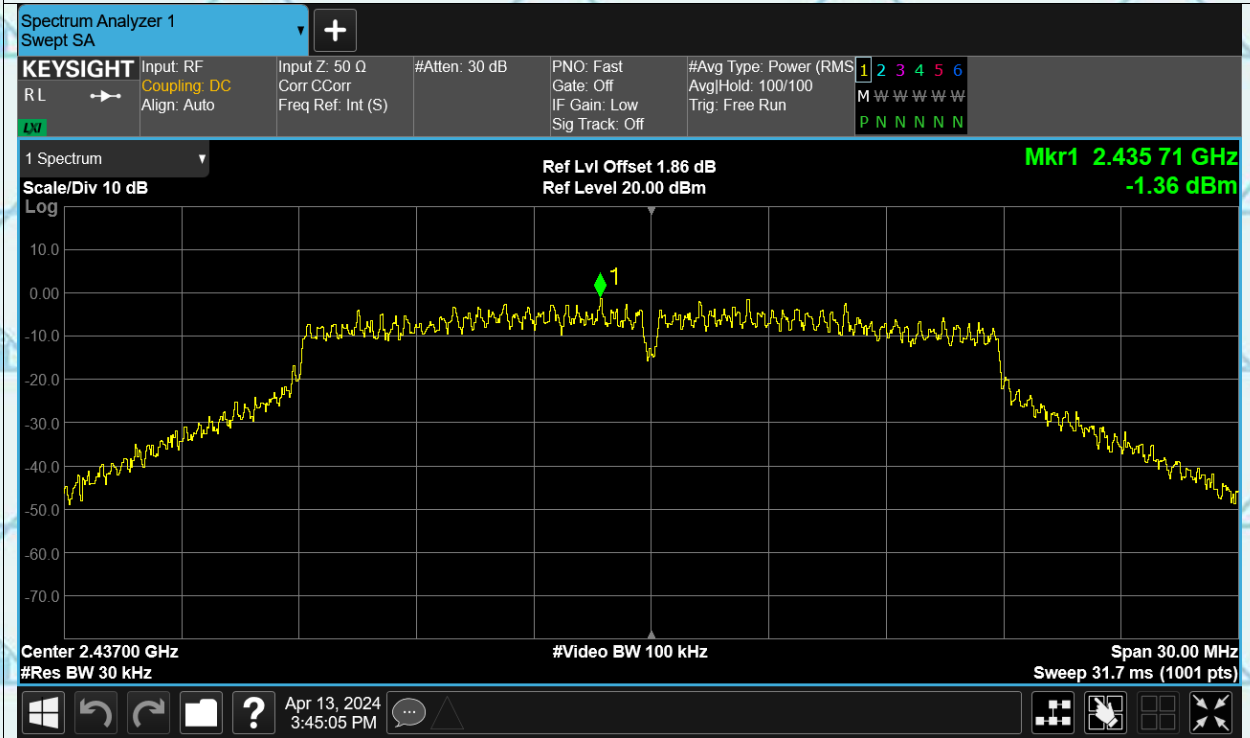 Spectrum Analyzer 1
Swept SA
+
KEYSIGHT
R L
LXI
Input: RF
Coupling: DC
Align: Auto
Input Z: 50 Ω
Corr CCorr
Freq Ref: Int (S)
#Atten: 30 dB
PNO: Fast
Gate: Off
IF Gain: Low
Sig Track: Off
#Avg Type: Power (RMS
Avg|Hold: 100/100
Trig: Free Run
1 2 3 4 5 6
M W W W W W
P N N N N N
1 Spectrum
Scale/Div 10 dB
Log
Ref Lvl Offset 1.86 dB
Ref Level 20.00 dBm
Mkr1 2.435 71 GHz
-1.36 dBm
10.0
0.00
-10.0
-20.0
-30.0
-40.0
-50.0
-60.0
-70.0
1
Center 2.43700 GHz
#Res BW 30 kHz
#Video BW 100 kHz
Span 30.00 MHz
Sweep 31.7 ms (1001 pts)
?
Apr 13, 2024
3:45:05 PM